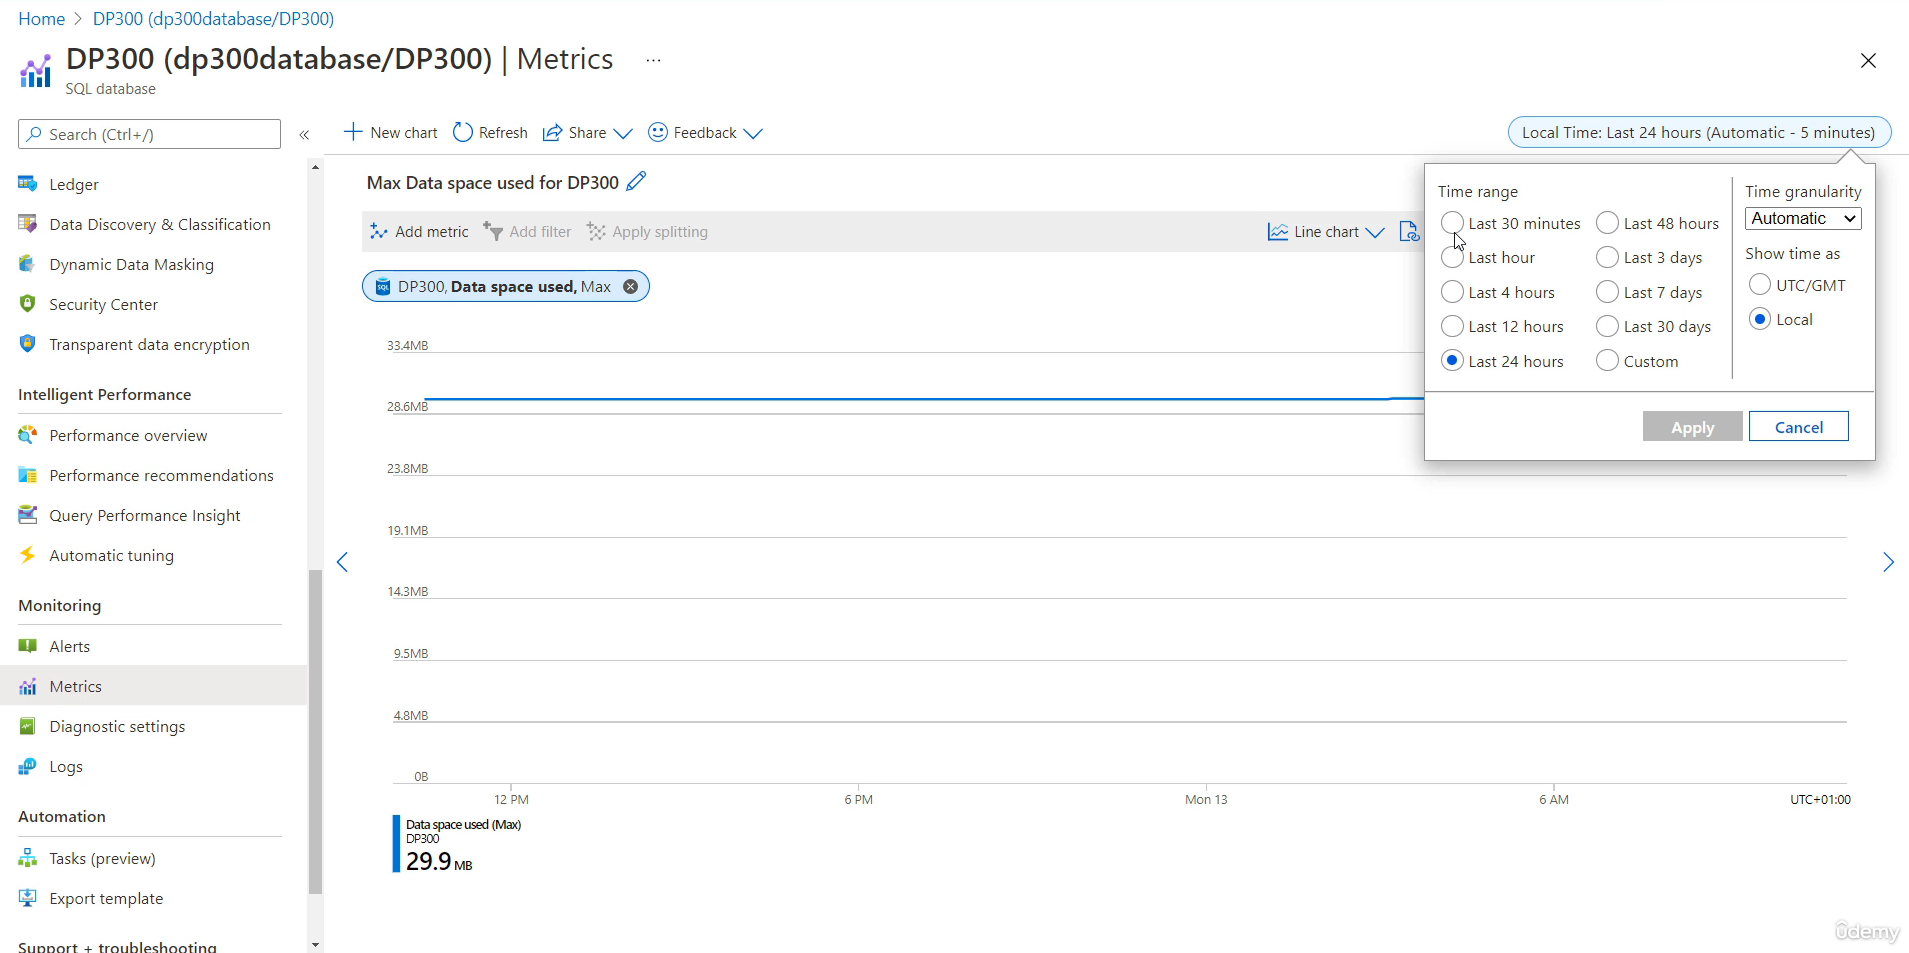 Home > DP300 (dp300database/DP300)
DP300 (dp300database/DP300) | Metrics ...
SQL database
Search (Ctrl+/)
«
New chart
Refresh
Share
Feedback
Local Time: Last 24 hours (Automatic - 5 minutes)
Ledger
Data Discovery & Classification
Dynamic Data Masking
Security Center
Transparent data encryption
Intelligent Performance
Performance overview
Performance recommendations
Query Performance Insight
Automatic tuning
Monitoring
Alerts
Metrics
Diagnostic settings
Logs
Automation
Tasks (preview)
Export template
Support + troubleshooting
Max Data space used for DP300
Add metric
Add filter
Apply splitting
Line chart
SQL DP300, Data space used, Max
33.4MB
28.6MB
23.8MB
19.1MB
14.3MB
9.5MB
4.8MB
0B
12 PM
6 PM
Mon 13
6 AM
UTC+01:00
Data space used (Max)
DP300
29.9 MB
Time range
Last 30 minutes
Last hour
Last 4 hours
Last 12 hours
Last 24 hours
Last 48 hours
Last 3 days
Last 7 days
Last 30 days
Custom
Time granularity
Automatic
Show time as
UTC/GMT
Local
Apply
Cancel
ûdemy